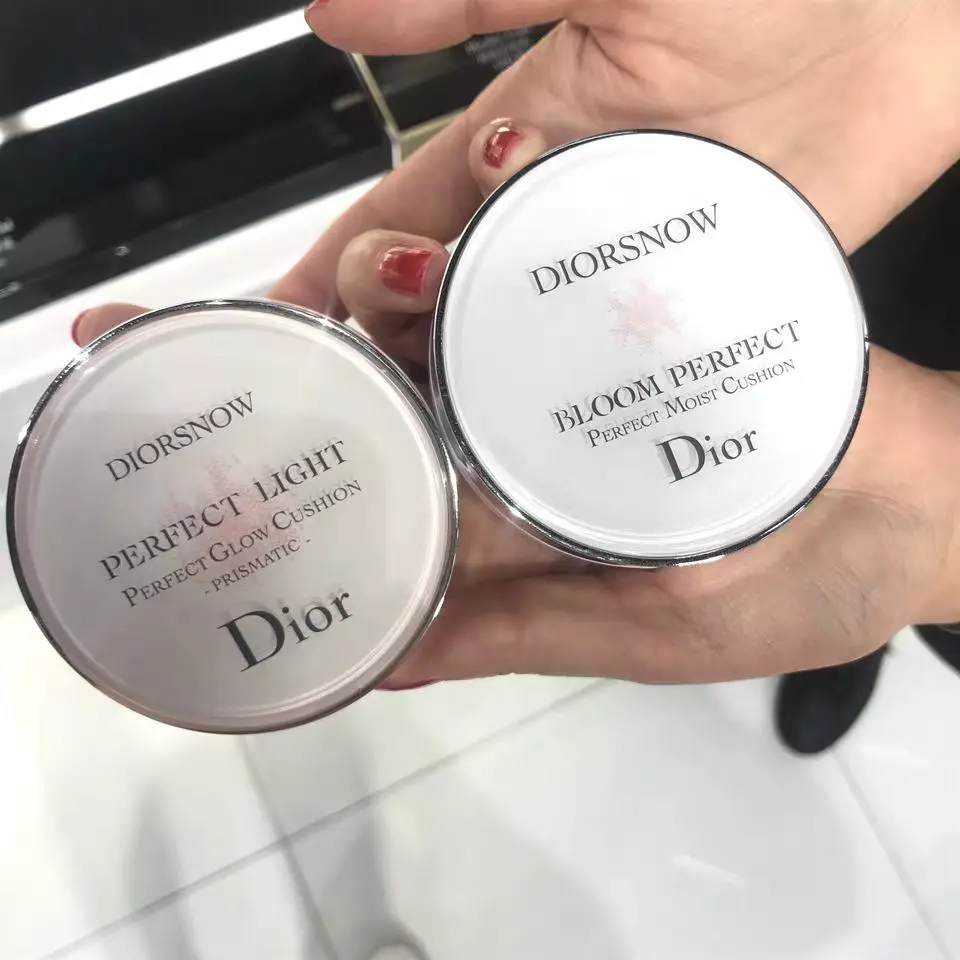 DIORSNOW
PERFECT LIGHT
PERFECT GLOW CUSHION
- PRISMATIC -
Dior
DIORSNOW
BLOOM PERFECT
PERFECT MOIST CUSHION
Dior